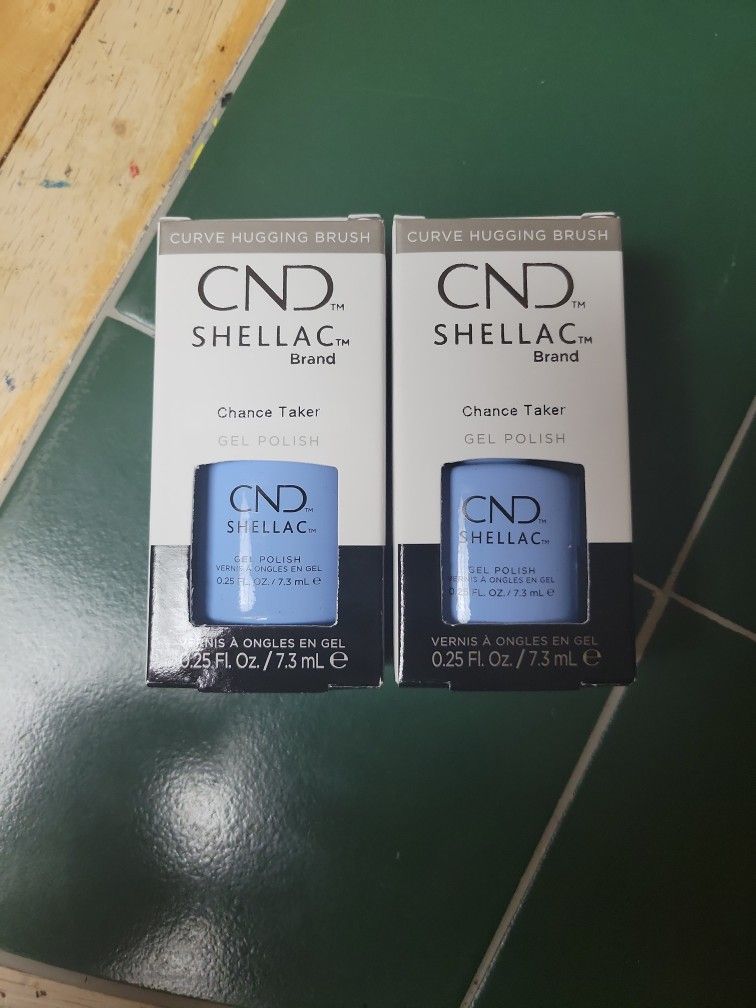 CURVE HUGGING BRUSH
CND™
SHELLAC™
Brand
Chance Taker
GEL POLISH
CND™
SHELLAC™
GEL POLISH
VERNIS À ONGLES EN GEL
0.25 FL. OZ. / 7.3 mL ℮
VERNIS À ONGLES EN GEL
0.25 Fl. Oz. / 7.3 mL ℮
CURVE HUGGING BRUSH
CND™
SHELLAC™
Brand
Chance Taker
GEL POLISH
CND™
SHELLAC™
GEL POLISH
VERNIS À ONGLES EN GEL
0.25 FL. OZ. / 7.3 mL ℮
VERNIS À ONGLES EN GEL
0.25 Fl. Oz. / 7.3 mL ℮